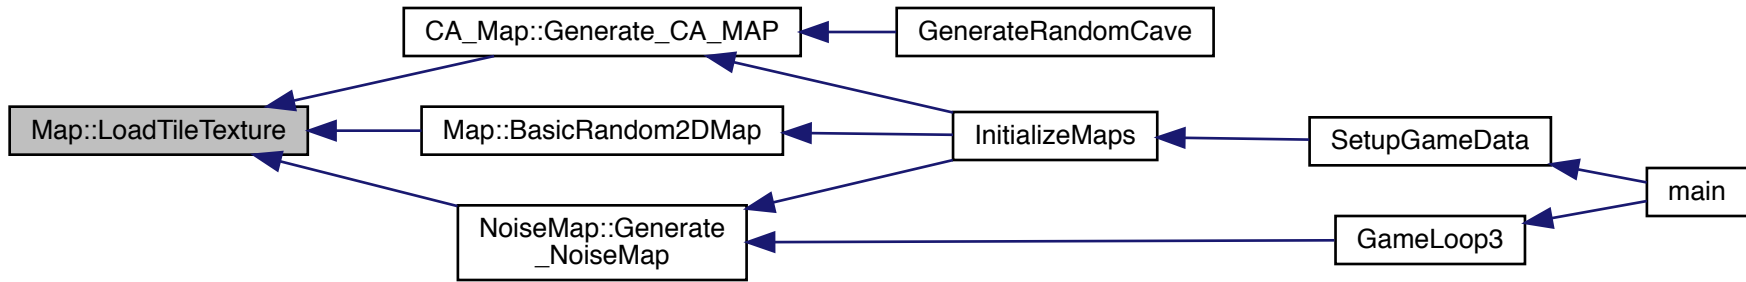 CA_Map::Generate_CA_MAP
GenerateRandomCave
Map::LoadTileTexture
Map::BasicRandom2DMap
InitializeMaps
SetupGameData
main
NoiseMap::Generate
_NoiseMap
GameLoop3